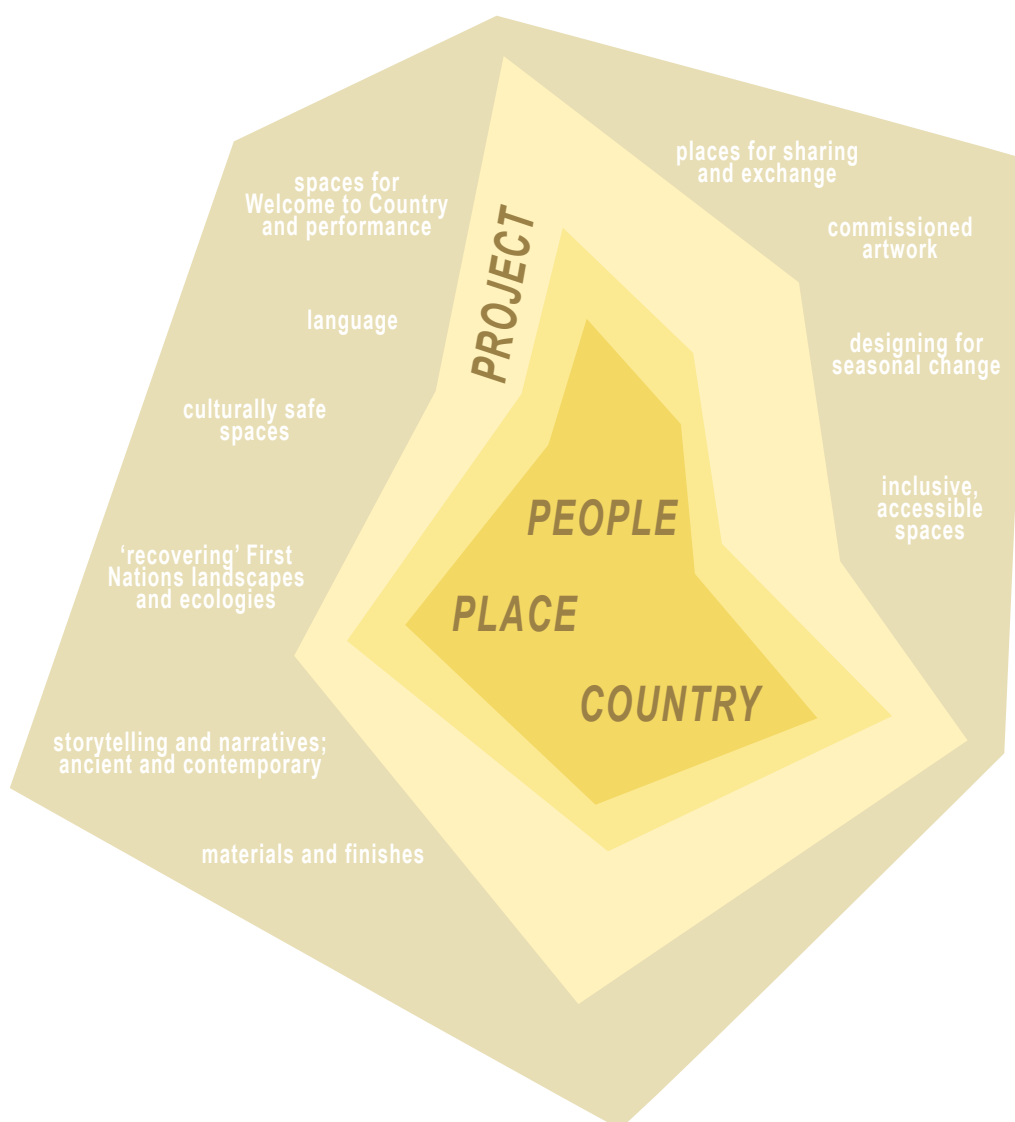 spaces for
Welcome to Country
and performance
language
culturally safe
spaces
‘recovering’ First
Nations landscapes
and ecologies
storytelling and narratives;
ancient and contemporary
materials and finishes
PROJECT
PEOPLE
PLACE
COUNTRY
places for sharing
and exchange
commissioned
artwork
designing for
seasonal change
inclusive,
accessible
spaces